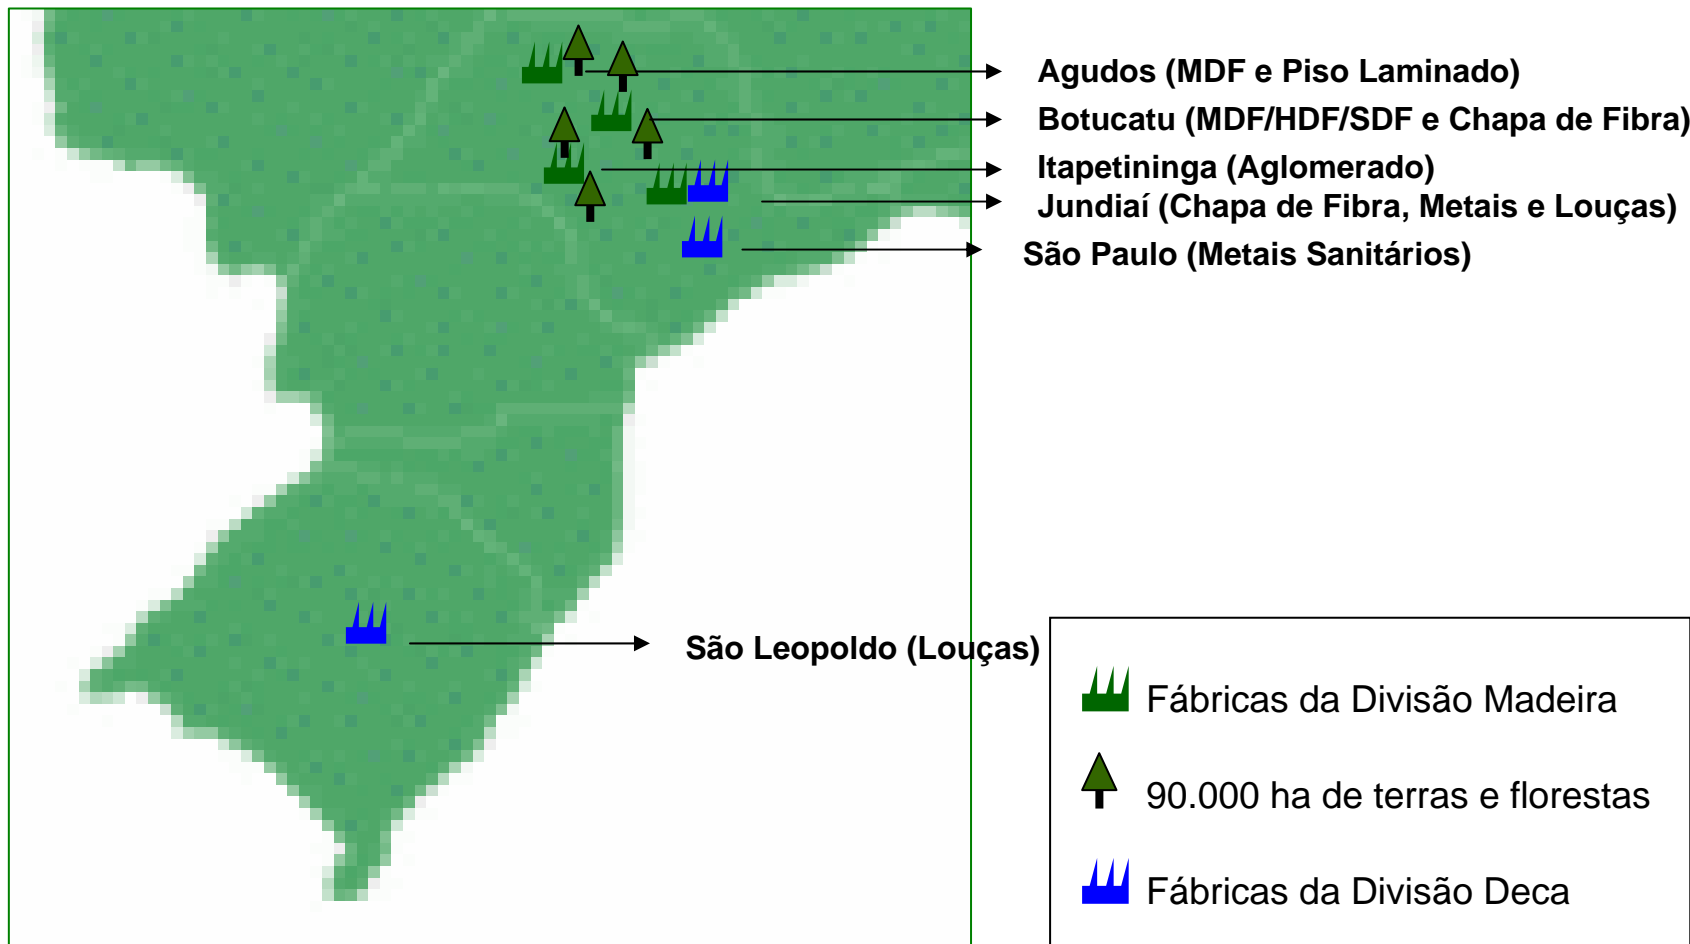 Agudos (MDF e Piso Laminado)
Botucatu (MDF/HDF/SDF e Chapa de Fibra)
Itapetininga (Aglomerado)
Jundiaí (Chapa de Fibra, Metais e Louças)
São Paulo (Metais Sanitários)
São Leopoldo (Louças)
Fábricas da Divisão Madeira
90.000 ha de terras e florestas
Fábricas da Divisão Deca